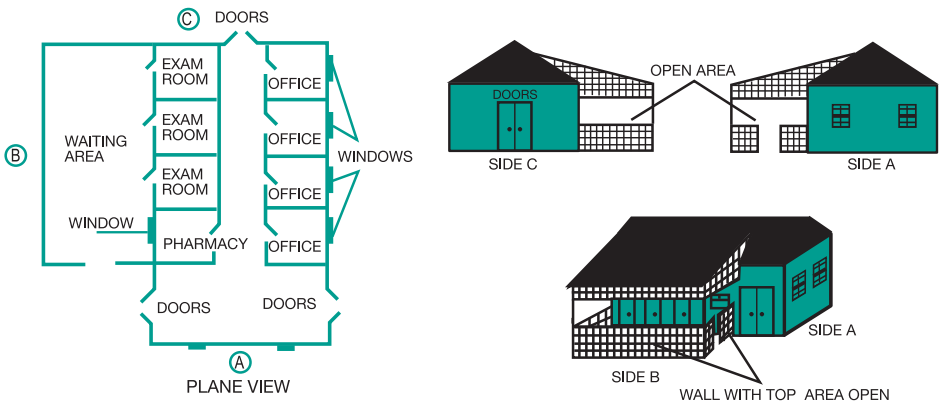 C DOORS
EXAM
ROOM
OFFICE
EXAM
ROOM
OFFICE
WAITING
AREA
B
WINDOWS
EXAM
ROOM
OFFICE
WINDOW
PHARMACY
OFFICE
DOORS
DOORS
A
PLANE VIEW
OPEN AREA
DOORS
SIDE C
SIDE A
SIDE A
SIDE B
WALL WITH TOP AREA OPEN